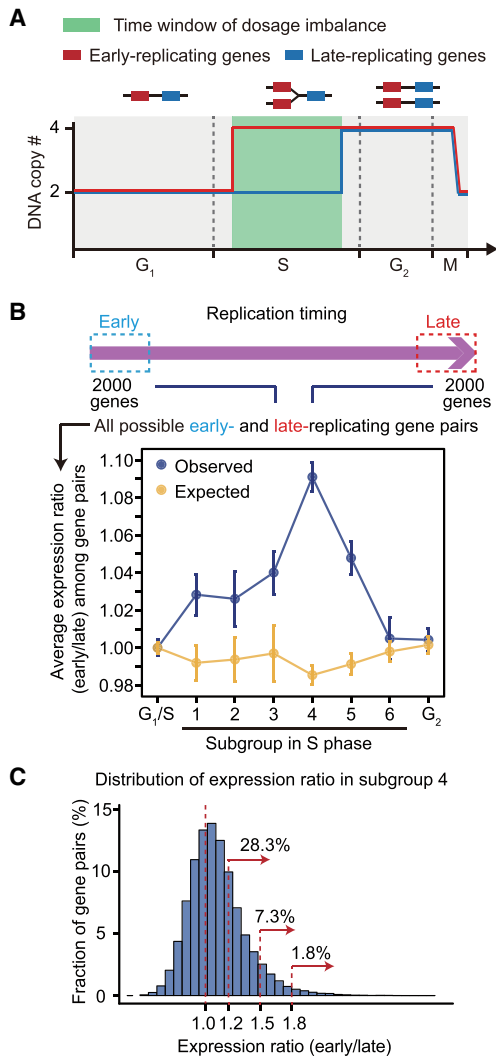 A
Time window of dosage imbalance
Early-replicating genes
Late-replicating genes
DNA copy #
4
2
G1
S
G2
M
B
Replication timing
Early
Late
2000
genes
2000
genes
All possible early- and late-replicating gene pairs
Average expression ratio
(early/late) among gene pairs
Observed
Expected
1.10
1.08
1.06
1.04
1.02
1.00
0.98
G1/S
1
2
3
4
5
6
G2
Subgroup in S phase
C
Distribution of expression ratio in subgroup 4
Fraction of gene pairs (%)
15
10
5
0
28.3%
7.3%
1.8%
1.0
1.2
1.5
1.8
Expression ratio (early/late)